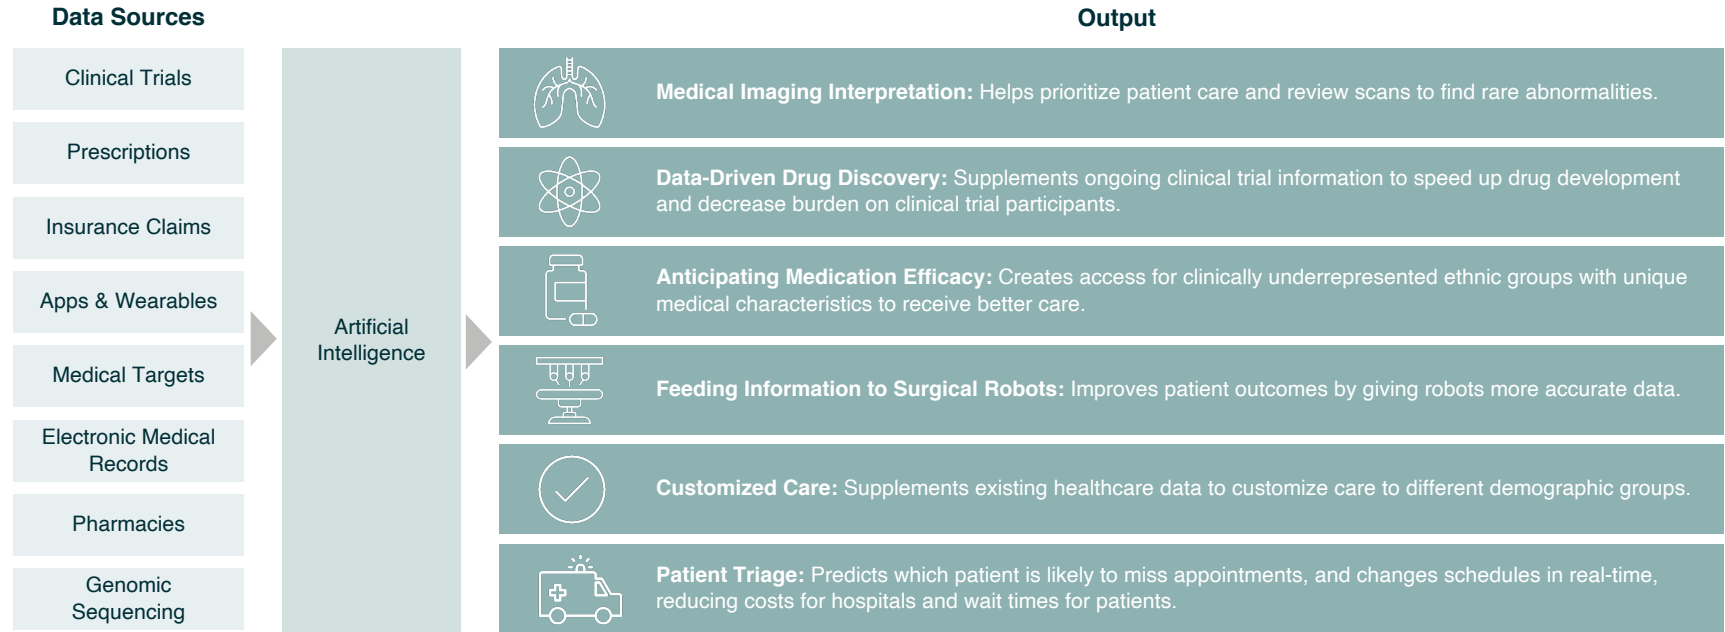 Data Sources
Clinical Trials
Prescriptions
Insurance Claims
Apps & Wearables
Medical Targets
Electronic Medical
Records
Pharmacies
Genomic
Sequencing
Artificial
Intelligence
Output
Medical Imaging Interpretation: Helps prioritize patient care and review scans to find rare abnormalities.
Data-Driven Drug Discovery: Supplements ongoing clinical trial information to speed up drug development
and decrease burden on clinical trial participants.
Anticipating Medication Efficacy: Creates access for clinically underrepresented ethnic groups with unique
medical characteristics to receive better care.
Feeding Information to Surgical Robots: Improves patient outcomes by giving robots more accurate data.
Customized Care: Supplements existing healthcare data to customize care to different demographic groups.
Patient Triage: Predicts which patient is likely to miss appointments, and changes schedules in real-time,
reducing costs for hospitals and wait times for patients.